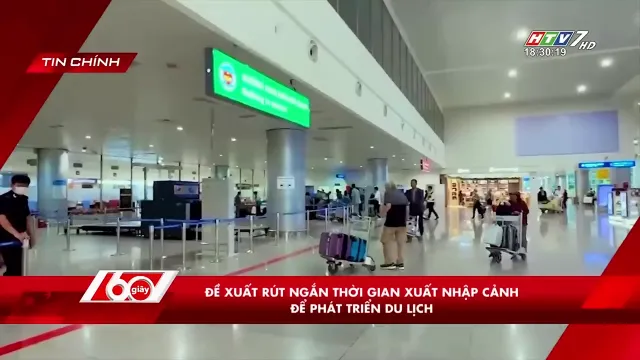 TIN CHÍNH
HTV7 HD
18:30:19
60 giây
ĐỀ XUẤT RÚT NGẮN THỜI GIAN XUẤT NHẬP CẢNH
ĐỂ PHÁT TRIỂN DU LỊCH